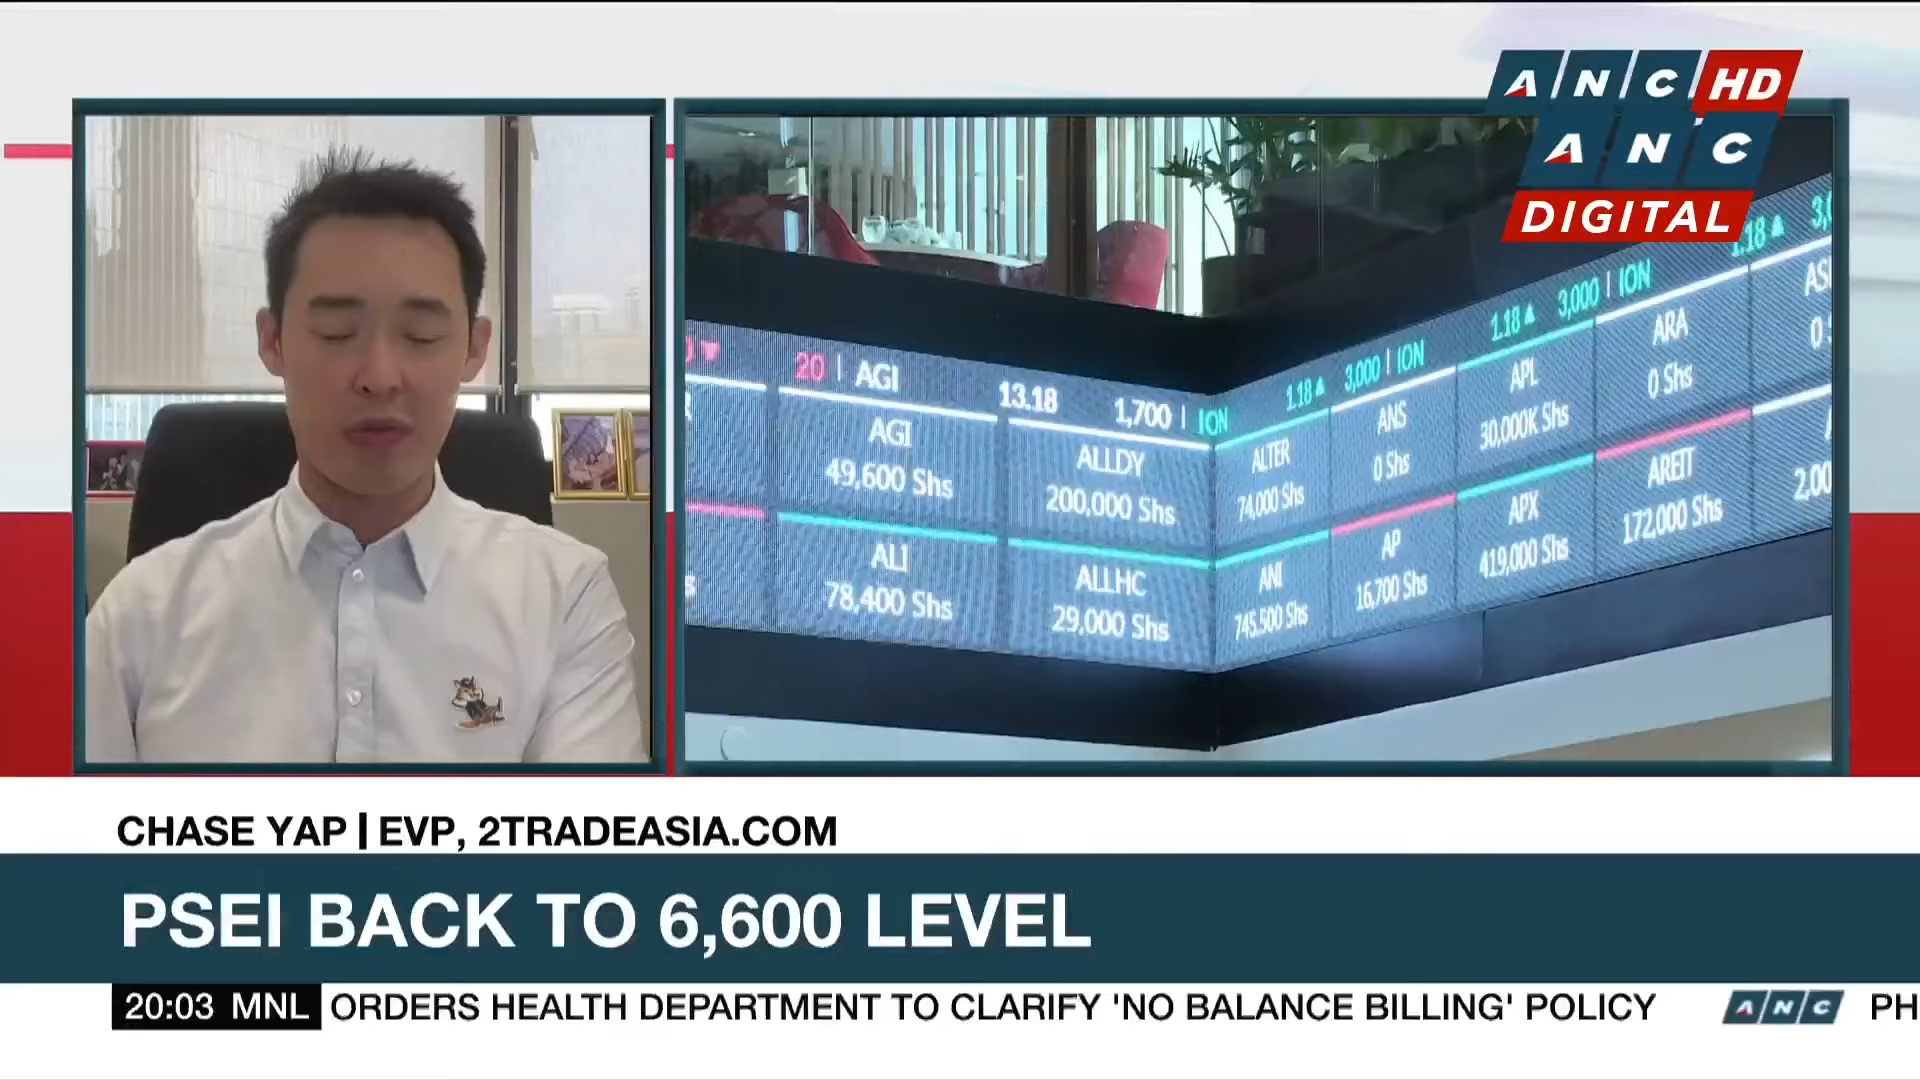 ANC HD
ANC
DIGITAL
20 | AGI 13.18 1,700 | ION 1.18▲ 3,000 | ION 1.18▲ 3,000 | ION 1.18▲
AGI
49,600 Shs
ALLDY
200,000 Shs
ALTER
74,000 Shs
ANS
0 Shs
APL
30,000K Shs
ARA
0 Shs
ALI
78,400 Shs
ALLHC
29,000 Shs
ANI
745,500 Shs
AP
16,700 Shs
APX
419,000 Shs
AREIT
172,000 Shs
CHASE YAP | EVP, 2TRADEASIA.COM
PSEI BACK TO 6,600 LEVEL
20:03 MNL ORDERS HEALTH DEPARTMENT TO CLARIFY 'NO BALANCE BILLING' POLICY ANC PH